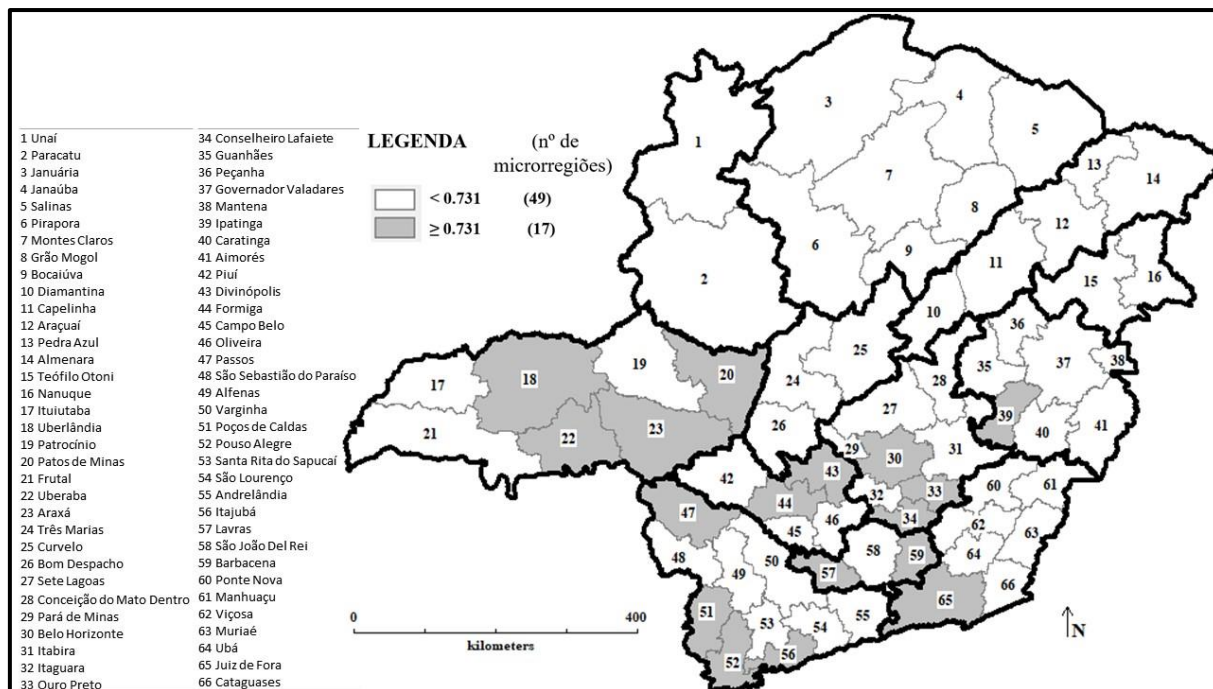 1 Unaí
2 Paracatu
3 Januária
4 Janaúba
5 Salinas
6 Pirapora
7 Montes Claros
8 Grão Mogol
9 Bocaiúva
10 Diamantina
11 Capelinha
12 Araçuaí
13 Pedra Azul
14 Almenara
15 Teófilo Otoni
16 Nanuque
17 Ituiutaba
18 Uberlândia
19 Patrocínio
20 Patos de Minas
21 Frutal
22 Uberaba
23 Araxá
24 Três Marias
25 Curvelo
26 Bom Despacho
27 Sete Lagoas
28 Conceição do Mato Dentro
29 Pará de Minas
30 Belo Horizonte
31 Itabira
32 Itaguara
33 Ouro Preto
34 Conselheiro Lafaiete
35 Guanhães
36 Peçanha
37 Governador Valadares
38 Mantena
39 Ipatinga
40 Caratinga
41 Aimorés
42 Piuí
43 Divinópolis
44 Formiga
45 Campo Belo
46 Oliveira
47 Passos
48 São Sebastião do Paraíso
49 Alfenas
50 Varginha
51 Poços de Caldas
52 Pouso Alegre
53 Santa Rita do Sapucaí
54 São Lourenço
55 Andrelândia
56 Itajubá
57 Lavras
58 São João Del Rei
59 Barbacena
60 Ponte Nova
61 Manhuaçu
62 Viçosa
63 Muriaé
64 Ubá
65 Juiz de Fora
66 Cataguases
LEGENDA (nº de
microrregiões)
< 0.731 (49)
≥ 0.731 (17)
3
4
5
1
13
14
7
8
12
6
9
11
2
15
16
10
36
25
19
20
35
37
38
28
24
17
18
27
39
41
40
23
26
21
22
29
30
31
43
42
32
33
60
61
44
47
34
46
45
62
63
58
59
48
50
64
49
57
66
65
51
55
53
54
56
52
0 400
kilometers
N